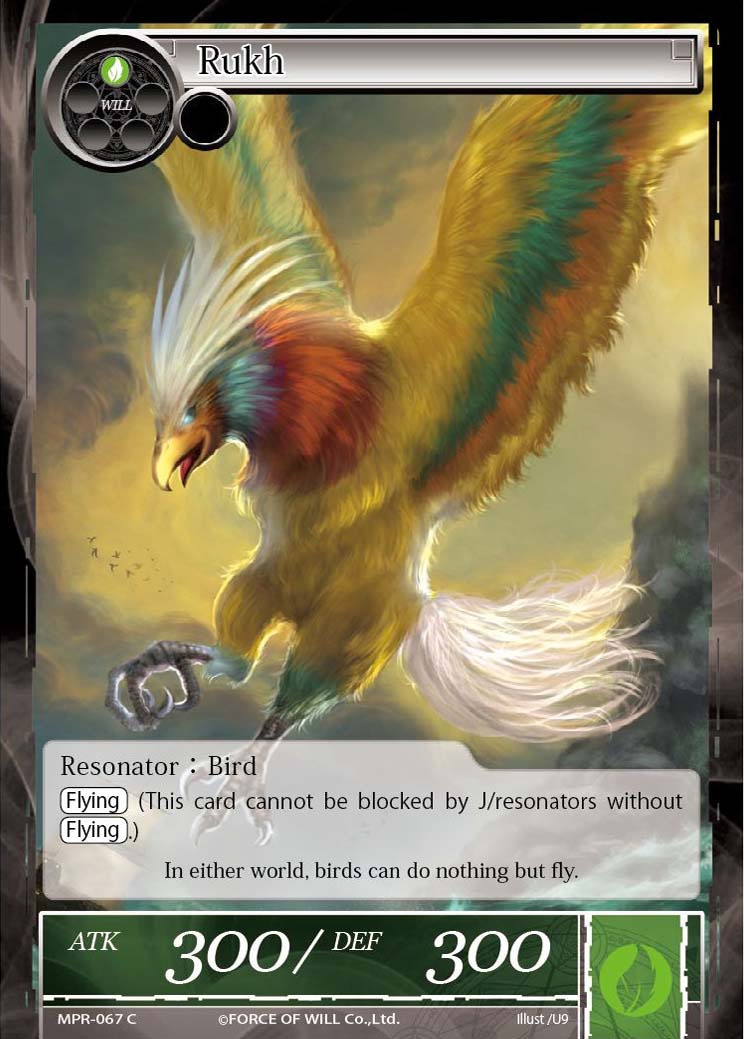 Rukh
WILL
Resonator : Bird
Flying (This card cannot be blocked by J/resonators without
Flying.)
In either world, birds can do nothing but fly.
ATK 300 / DEF 300
MPR-067 C ©FORCE OF WILL Co.,Ltd. Illust /U9